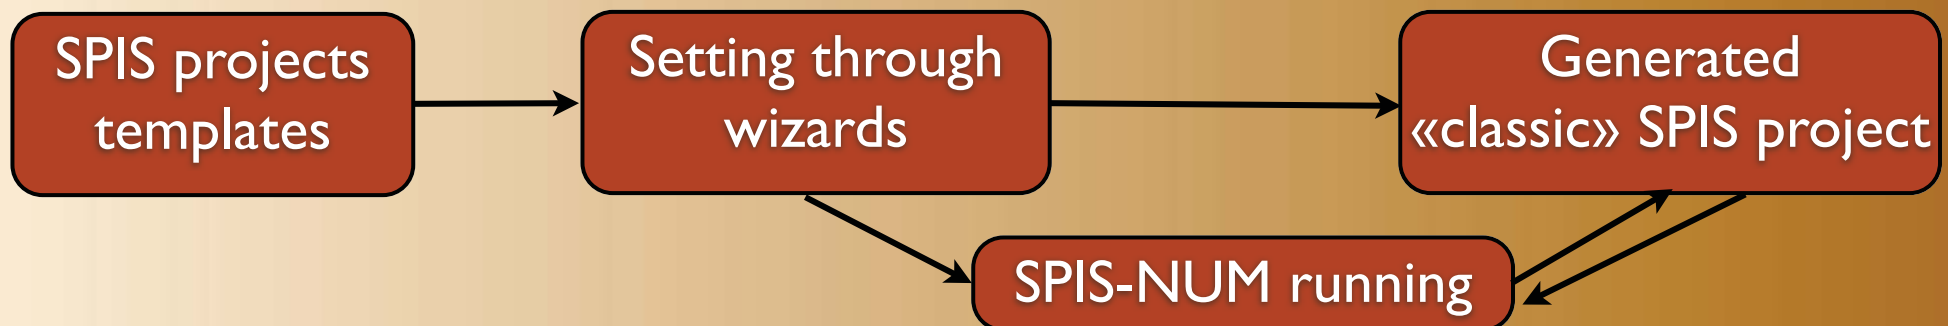 SPIS projects
templates
Setting through
wizards
Generated
«classic» SPIS project
SPIS-NUM running